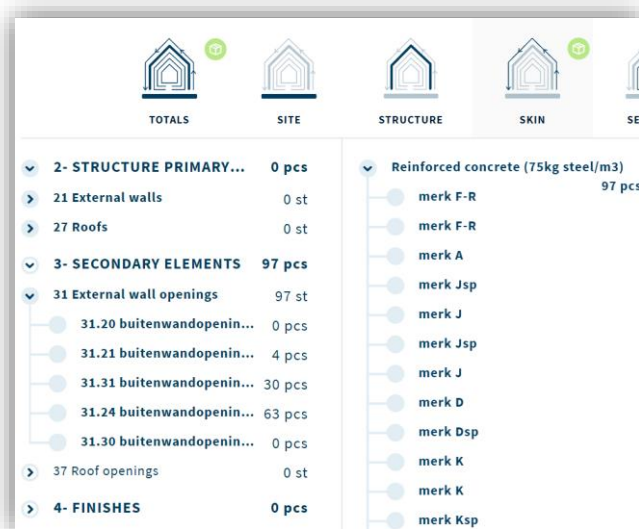 TOTALS
SITE
STRUCTURE
SKIN
2- STRUCTURE PRIMARY... 0 pcs
21 External walls 0 st
27 Roofs 0 st
3- SECONDARY ELEMENTS 97 pcs
31 External wall openings 97 st
31.20 buitenwandopenin... 0 pcs
31.21 buitenwandopenin... 4 pcs
31.31 buitenwandopenin... 30 pcs
31.24 buitenwandopenin... 63 pcs
31.30 buitenwandopenin... 0 pcs
37 Roof openings 0 st
4- FINISHES 0 pcs
Reinforced concrete (75kg steel/m3)
97 pcs
merk F-R
merk F-R
merk A
merk Jsp
merk J
merk Jsp
merk J
merk D
merk Dsp
merk K
merk K
merk Ksp